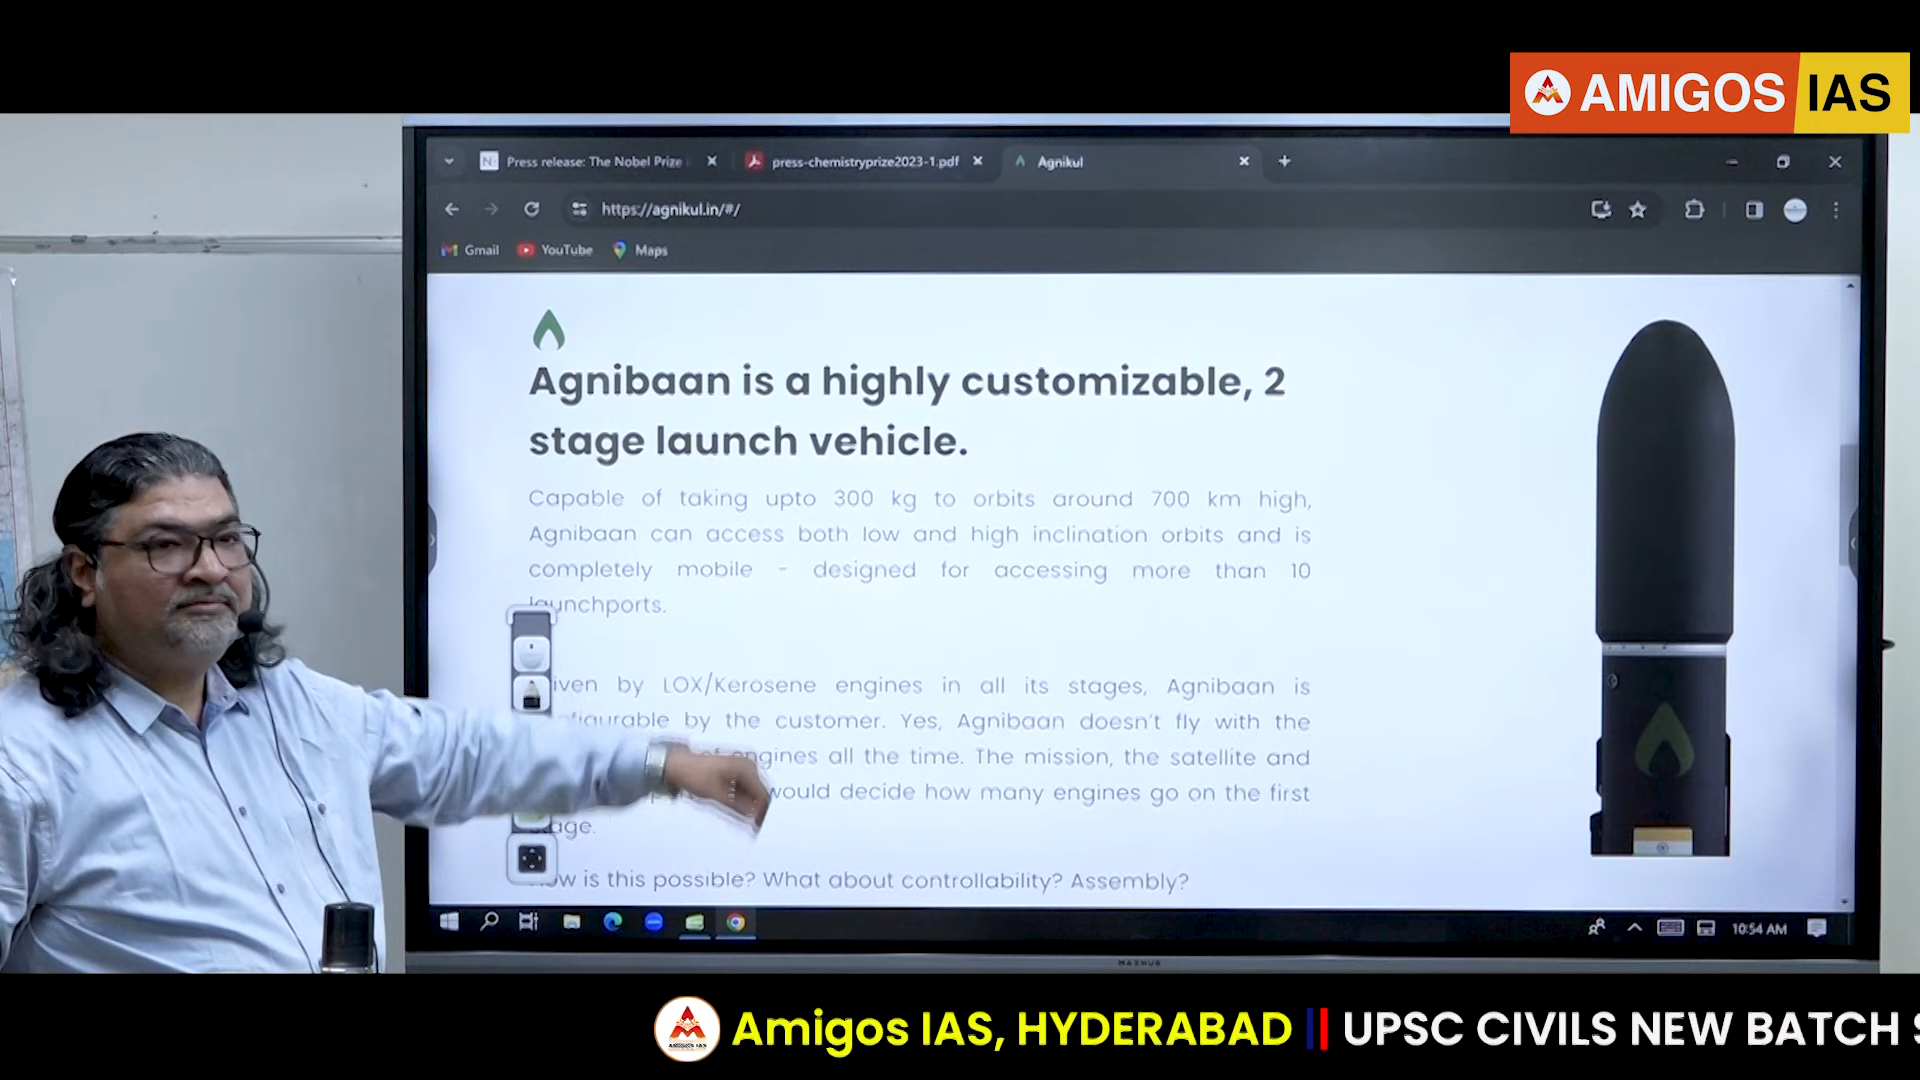 AMIGOS IAS
Press release: The Nobel Prize
press-chemistryprize2023-1.pdf
Agnikul
https://agnikul.in/#/
Gmail
YouTube
Maps
Agnibaan is a highly customizable, 2
stage launch vehicle.
Capable of taking upto 300 kg to orbits around 700 km high,
Agnibaan can access both low and high inclination orbits and is
completely mobile - designed for accessing more than 10
launchports.
by LOX/Kerosene engines in all its stages, Agnibaan is
by the customer. Yes, Agnibaan doesn't fly with the
engines all the time. The mission, the satellite and
would decide how many engines go on the first
stage.
is this possible? What about controllability? Assembly?
10:54 AM
MAXHUB
AMIGOS IAS
Amigos IAS, HYDERABAD || UPSC CIVILS NEW BATCH S